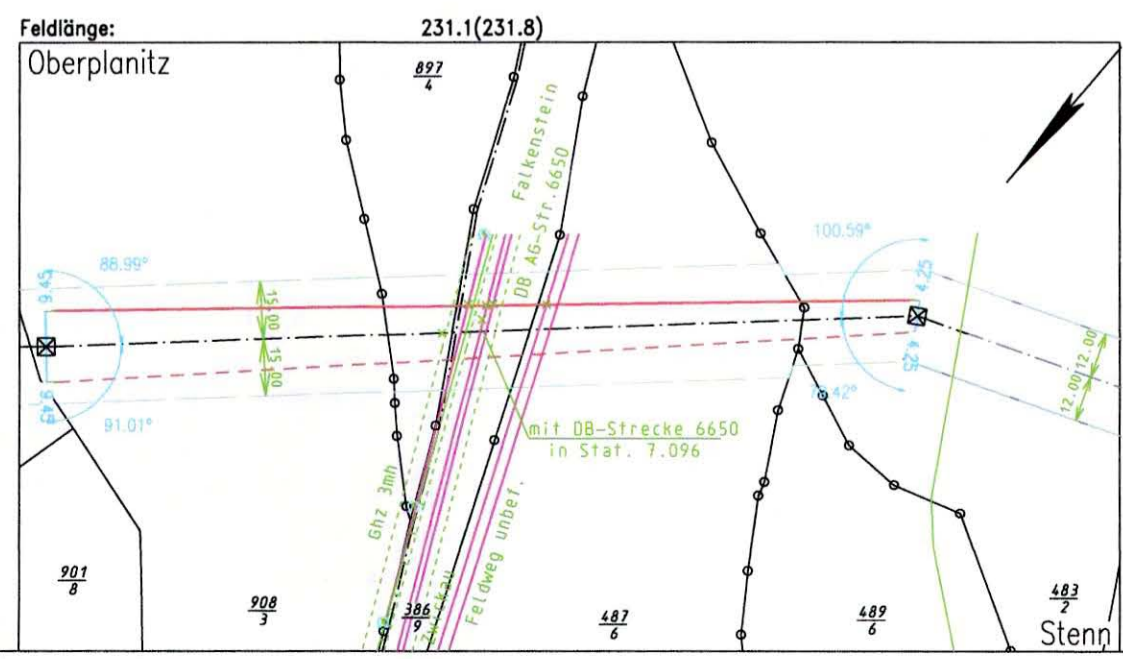 Feldlänge: 231.1(231.8)
Oberplanitz
897
4
Falkenstein
DB AG-Str.6650
100.59°
88.99°
9.45
15.00
4.25
15.00
6.25
12.00
12.00
9.45
91.01°
mit DB-Strecke 6650
in Stat. 7.096
Ghz 3mh
Feldweg unbef.
Zwickau
901
8
908
3
386
9
487
6
489
6
483
2
Stenn